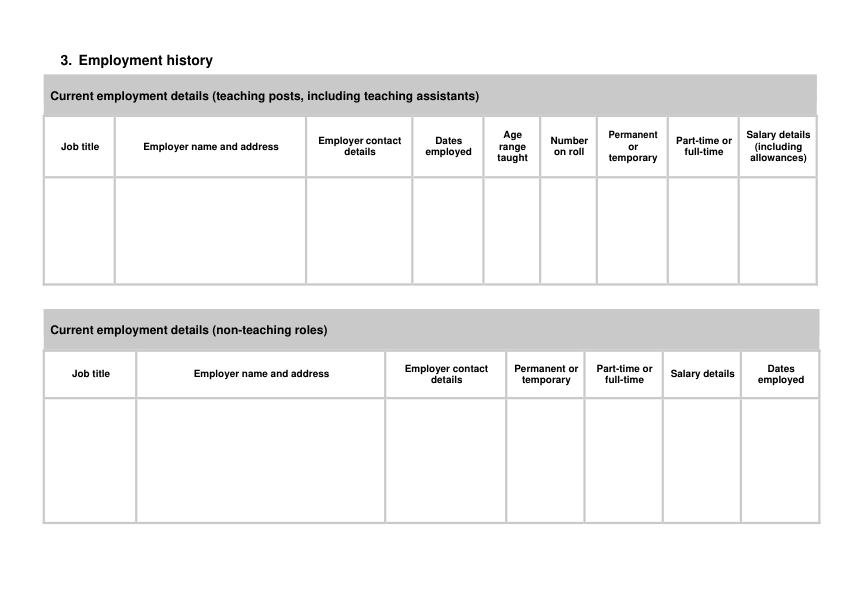 3. Employment history
Current employment details (teaching posts, including teaching assistants)
Job title
Employer name and address
Employer contact
details
Dates
employed
Age
range
taught
Number
on roll
Permanent
or
temporary
Part-time or
full-time
Salary details
(including
allowances)
Current employment details (non-teaching roles)
Job title
Employer name and address
Employer contact
details
Permanent or
temporary
Part-time or
full-time
Salary details
Dates
employed